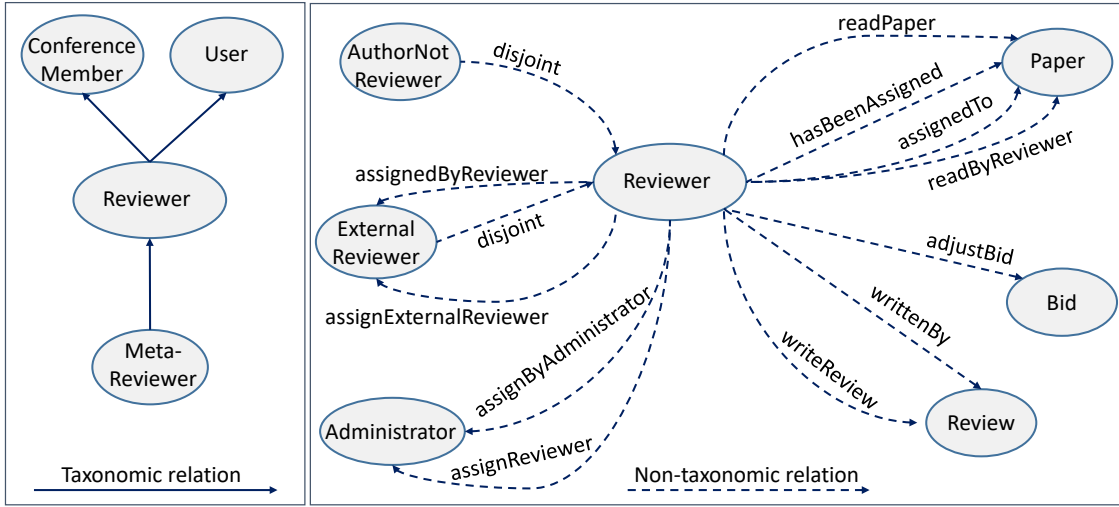 Conference
Member
User
Reviewer
Meta-
Reviewer
Taxonomic relation
AuthorNot
Reviewer
disjoint
readPaper
Paper
hasBeenAssigned
assignedTo
readByReviewer
assignedByReviewer
Reviewer
External
Reviewer
disjoint
adjustBid
Bid
assignExternalReviewer
assignByAdministrator
writtenBy
writeReview
Administrator
assignReviewer
Review
Non-taxonomic relation